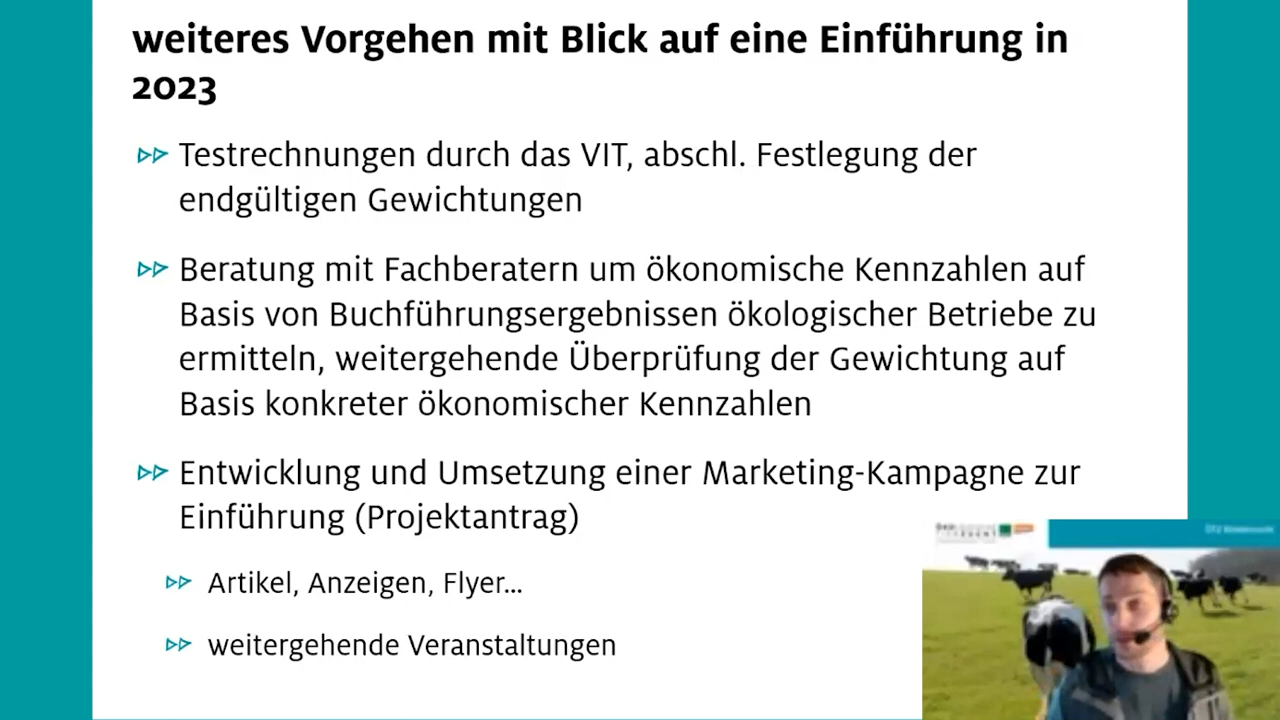 weiteres Vorgehen mit Blick auf eine Einführung in
2023
Testrechnungen durch das VIT, abschl. Festlegung der
endgültigen Gewichtungen
Beratung mit Fachberatern um ökonomische Kennzahlen auf
Basis von Buchführungsergebnissen ökologischer Betriebe zu
ermitteln, weitergehende Überprüfung der Gewichtung auf
Basis konkreter ökonomischer Kennzahlen
Entwicklung und Umsetzung einer Marketing-Kampagne zur
Einführung (Projektantrag)
Artikel, Anzeigen, Flyer...
weitergehende Veranstaltungen